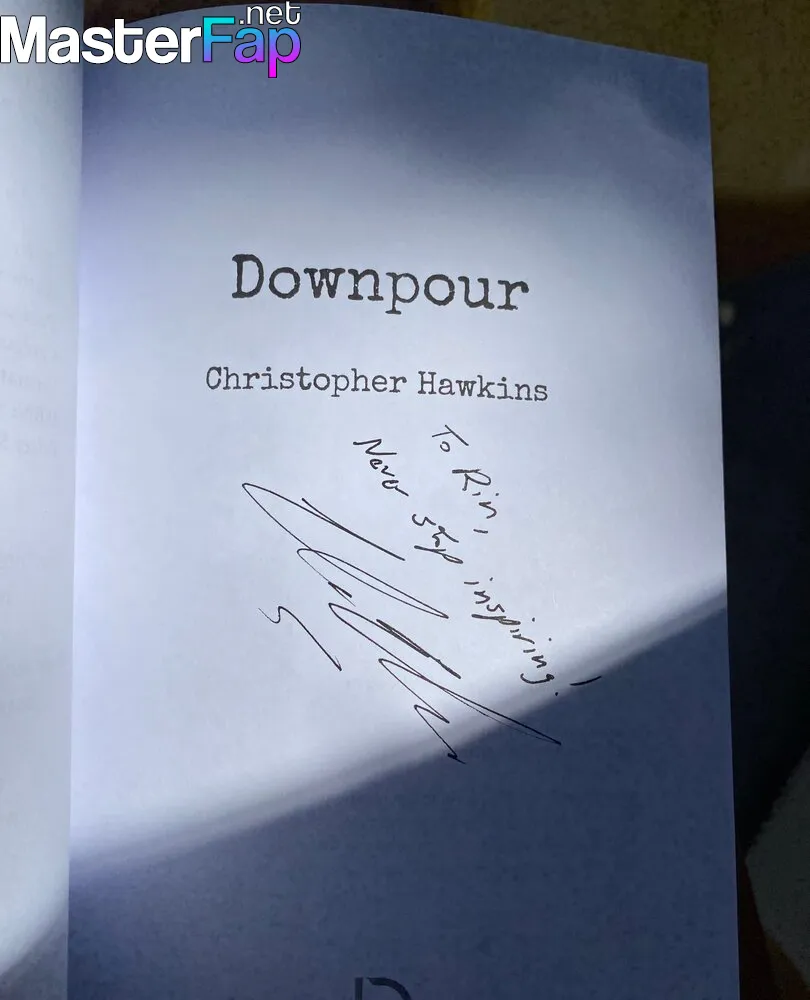 MasterFap.net
Downpour
Christopher Hawkins
To Rin,
Never stop inspiring!